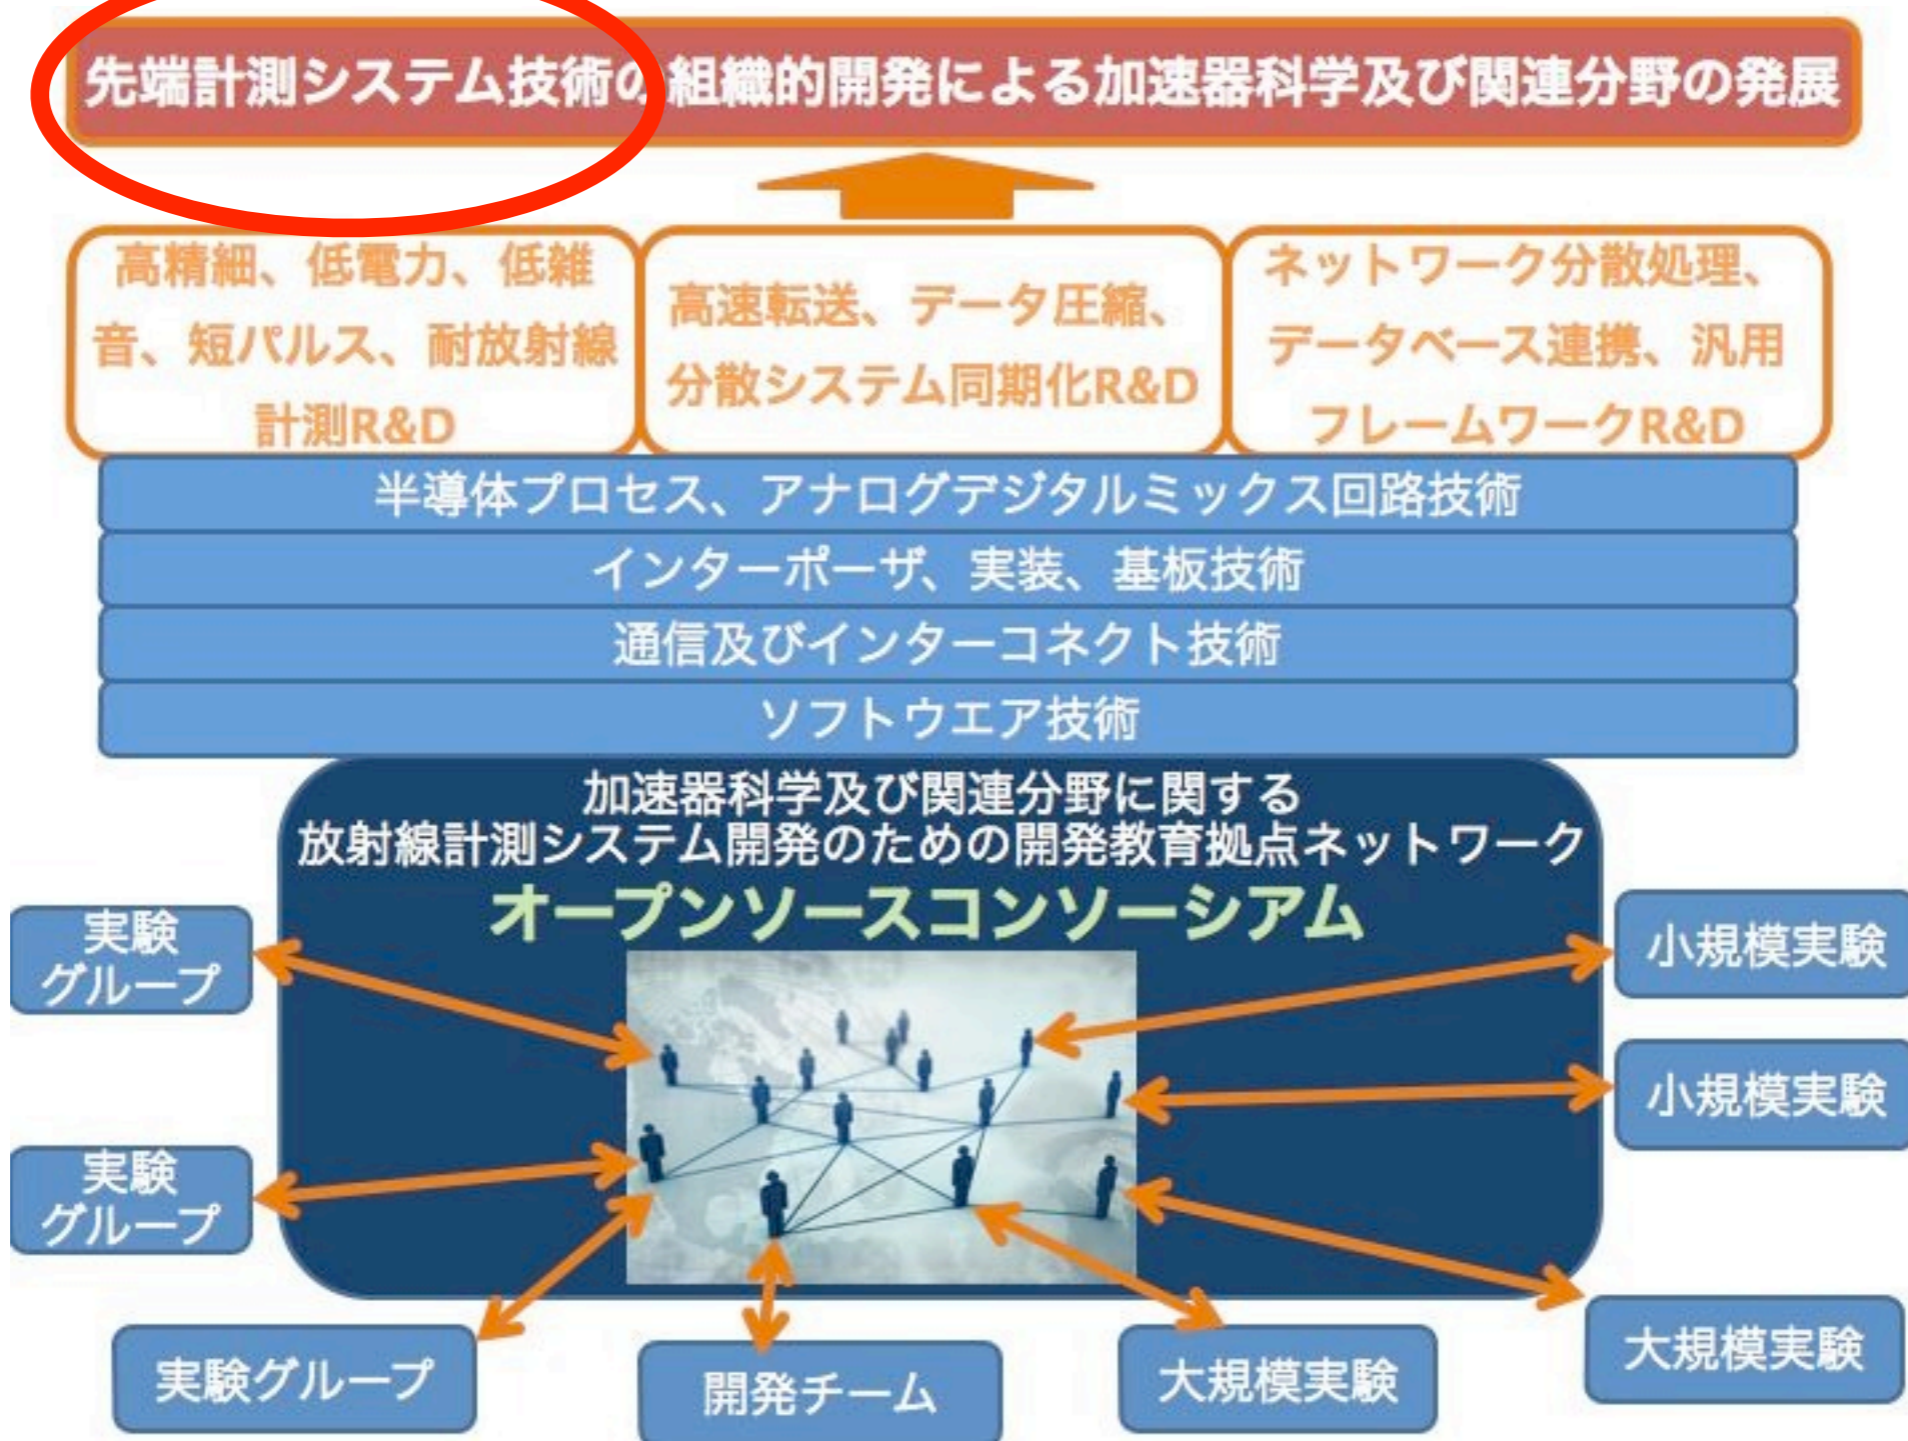 先端計測システム技術の組織的開発による加速器科学及び関連分野の発展
高精細、低電力、低雑
音、短パルス、耐放射線
計測R&D
高速転送、データ圧縮、
分散システム同期化R&D
ネットワーク分散処理、
データベース連携、汎用
フレームワークR&D
半導体プロセス、アナログデジタルミックス回路技術
インターポーザ、実装、基板技術
通信及びインターコネクト技術
ソフトウエア技術
加速器科学及び関連分野に関する
放射線計測システム開発のための開発教育拠点ネットワーク
オープンソースコンソーシアム
実験
グループ
実験
グループ
実験グループ
開発チーム
大規模実験
大規模実験
小規模実験
小規模実験